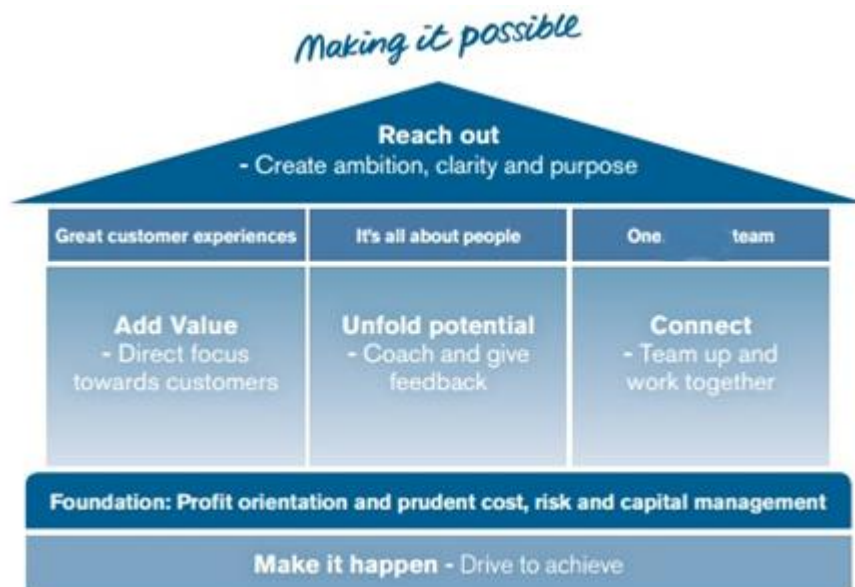 Making it possible
Reach out
- Create ambition, clarity and purpose
Great customer experiences
It's all about people
One team
Add Value
- Direct focus
towards customers
Unfold potential
- Coach and give
feedback
Connect
- Team up and
work together
Foundation: Profit orientation and prudent cost, risk and capital management
Make it happen - Drive to achieve